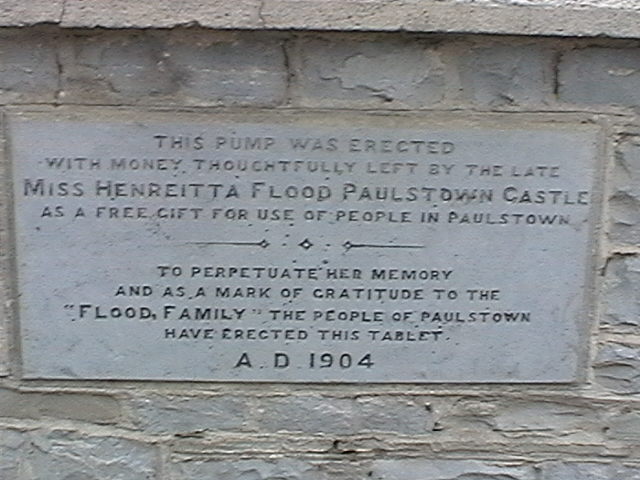 THIS PUMP WAS ERECTED
WITH MONEY, THOUGHTFULLY LEFT BY THE LATE
MISS HENREITTA FLOOD PAULSTOWN CASTLE
AS A FREE GIFT FOR USE OF PEOPLE IN PAULSTOWN.
TO PERPETUATE HER MEMORY
AND AS A MARK OF GRATITUDE TO THE
"FLOOD, FAMILY" THE PEOPLE OF PAULSTOWN
HAVE ERECTED THIS TABLET.
A.D. 1904